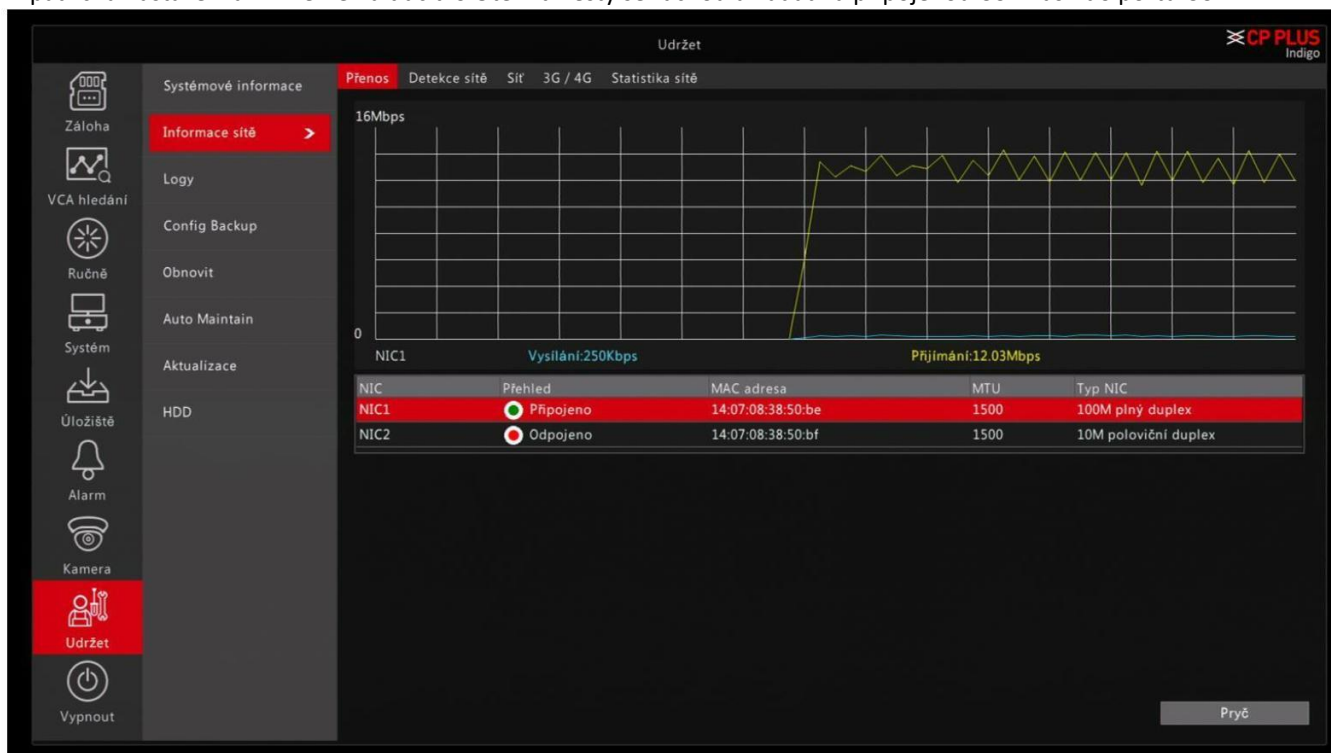 Udržet
CP PLUS
Indigo
Záloha
VCA hledání
Ručně
Systém
Úložiště
Alarm
Kamera
Udržet
Vypnout
Systémové informace
Informace sítě >
Logy
Config Backup
Obnovit
Auto Maintain
Aktualizace
HDD
Přenos Detekce sítě Síť 3G / 4G Statistika sítě
16Mbps
0
NIC1 Vysílání:250Kbps Přijímání:12.03Mbps
NIC Přehled MAC adresa MTU Typ NIC
NIC1 Připojeno 14:07:08:38:50:be 1500 100M plný duplex
NIC2 Odpojeno 14:07:08:38:50:bf 1500 10M poloviční duplex
Pryč